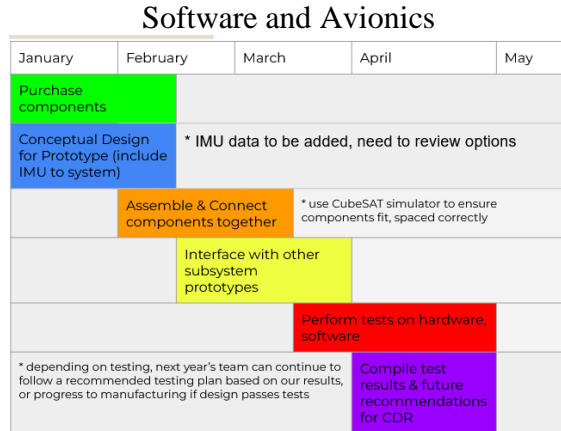 Software and Avionics
January
February
March
April
May
Purchase
components
Conceptual Design
for Prototype (include
IMU to system)
* IMU data to be added, need to review options
Assemble & Connect
components together
* use CubeSAT simulator to ensure
components fit, spaced correctly
Interface with other
subsystem
prototypes
Perform tests on hardware,
software
* depending on testing, next year's team can continue to
follow a recommended testing plan based on our results,
or progress to manufacturing if design passes tests
Compile test
results & future
recommendations
for CDR